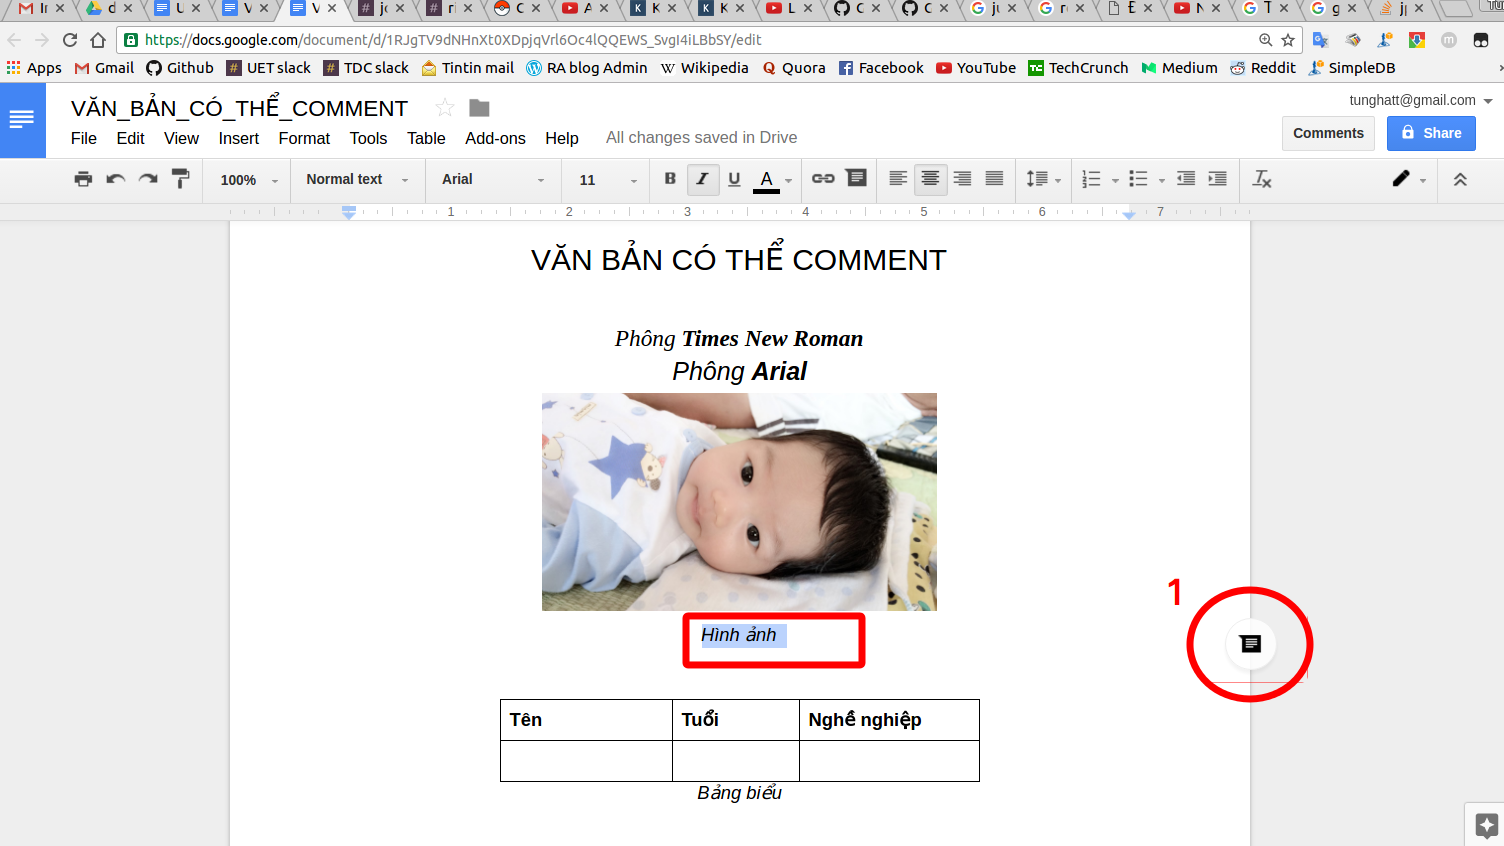 https://docs.google.com/document/d/1RJgTV9dNHnXt0XDpjqVrl6Oc4lQQEWS_SvgI4iLBbSY/edit
Apps Gmail Github UET slack TDC slack Tintin mail RA blog Admin Wikipedia Quora Facebook YouTube TechCrunch Medium Reddit SimpleDB
VĂN_BẢN_CÓ_THỂ_COMMENT
tunghatt@gmail.com
File Edit View Insert Format Tools Table Add-ons Help All changes saved in Drive
Comments Share
100% Normal text Arial 11 B I U A
1 2 3 4 5 6 7
VĂN BẢN CÓ THỂ COMMENT
Phông Times New Roman
Phông Arial
1
Hình ảnh
Tên Tuổi Nghề nghiệp
Bảng biểu